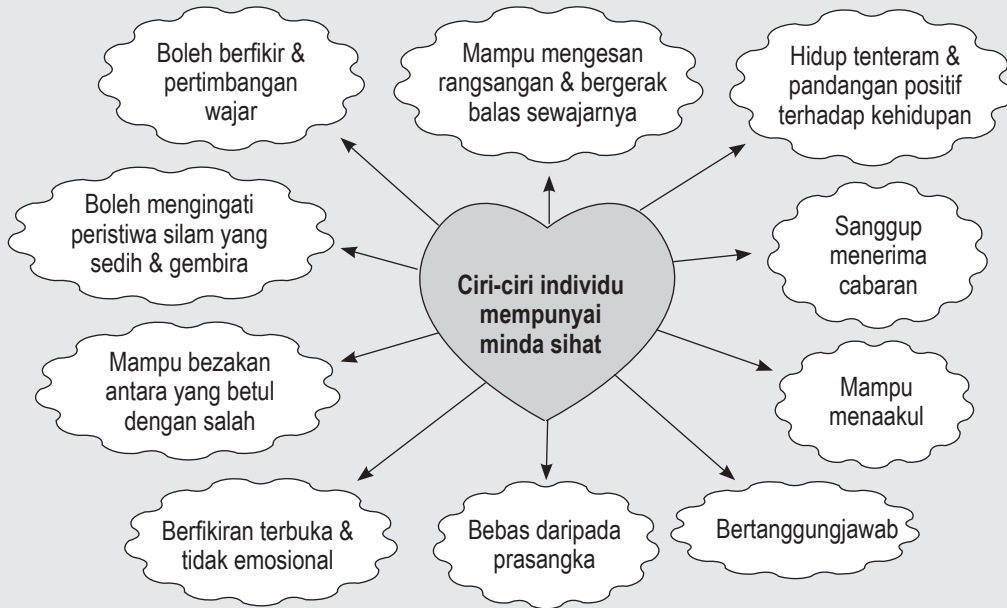 Boleh berfikir &
pertimbangan
wajar
Mampu mengesan
rangsangan & bergerak
balas sewajarnya
Hidup tenteram &
pandangan positif
terhadap kehidupan
Boleh mengingati
peristiwa silam yang
sedih & gembira
Ciri-ciri individu
mempunyai
minda sihat
Sanggup
menerima
cabaran
Mampu bezakan
antara yang betul
dengan salah
Mampu
menaakul
Berfikiran terbuka &
tidak emosional
Bebas daripada
prasangka
Bertanggungjawab